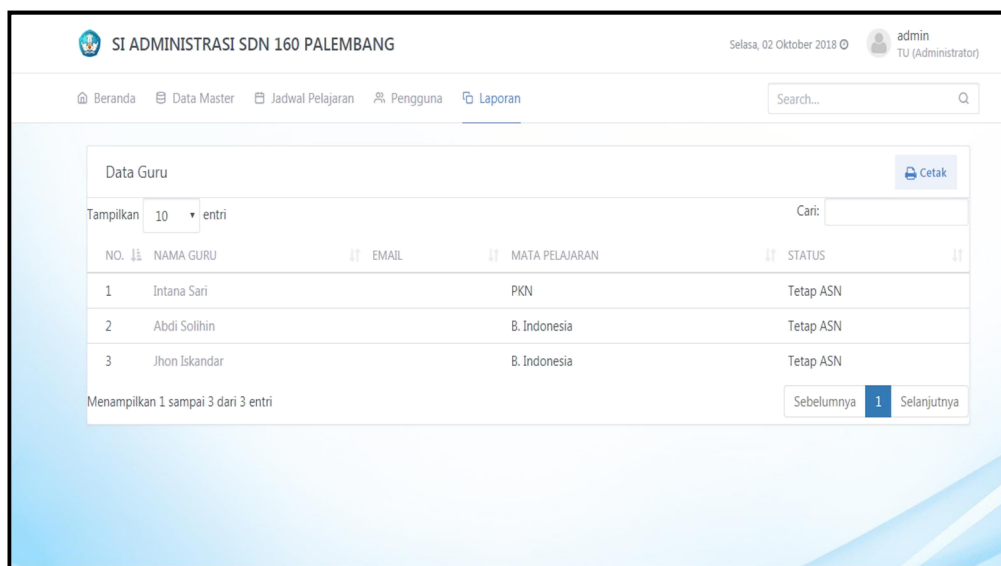 SI ADMINISTRASI SDN 160 PALEMBANG
Selasa, 02 Oktober 2018
admin
TU (Administrator)
Beranda Data Master Jadwal Pelajaran Pengguna Laporan
Search...
Data Guru
Cetak
Tampilkan 10 entri
Cari:
NO. NAMA GURU EMAIL MATA PELAJARAN STATUS
1 Intana Sari PKN Tetap ASN
2 Abdi Solihin B. Indonesia Tetap ASN
3 Jhon Iskandar B. Indonesia Tetap ASN
Menampilkan 1 sampai 3 dari 3 entri
Sebelumnya 1 Selanjutnya